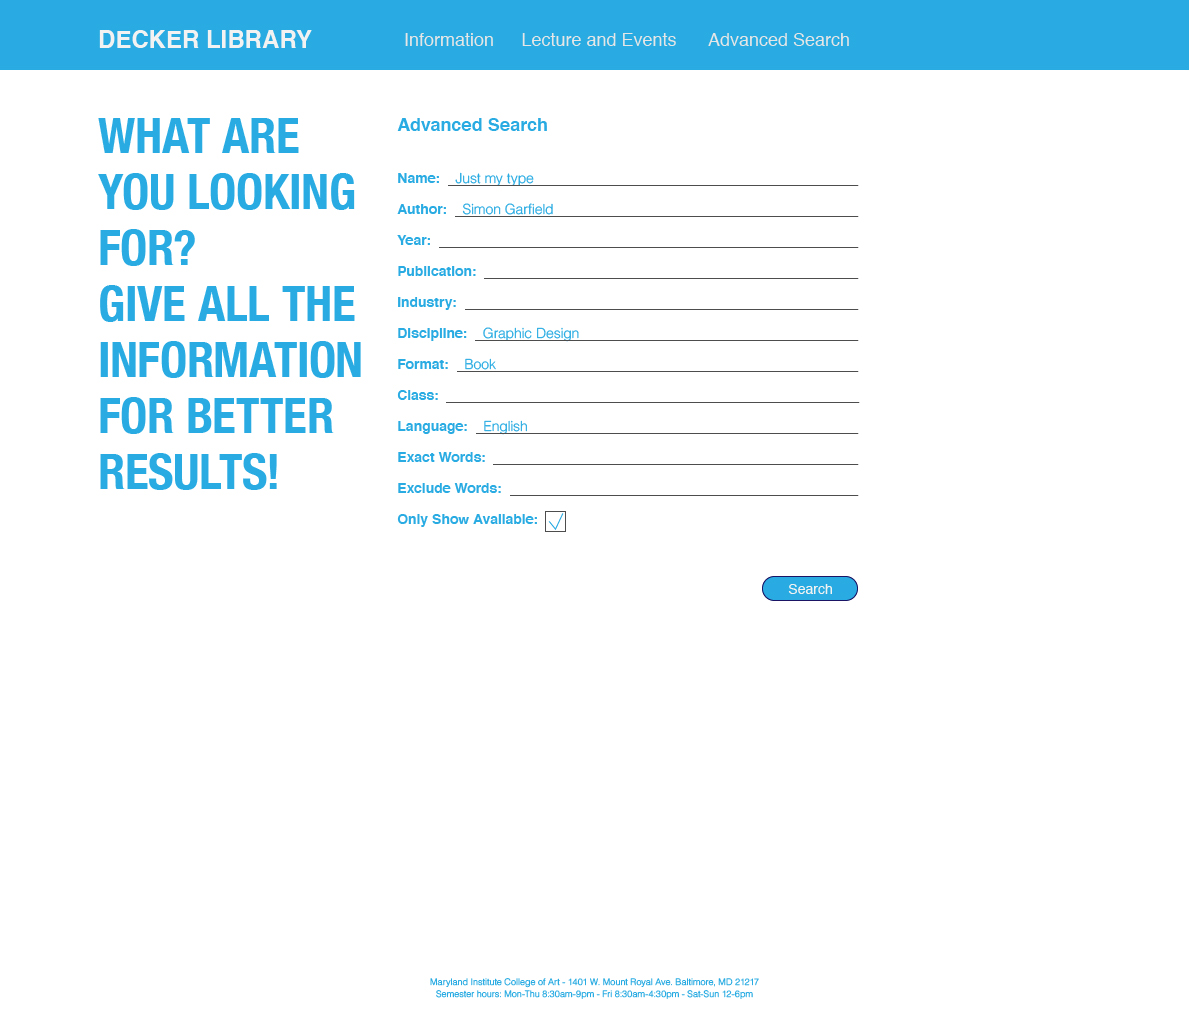 DECKER LIBRARY
Information
Lecture and Events
Advanced Search
WHAT ARE
YOU LOOKING
FOR?
GIVE ALL THE
INFORMATION
FOR BETTER
RESULTS!
Advanced Search
Name: Just my type
Author: Simon Garfield
Year:
Publication:
Industry:
Discipline: Graphic Design
Format: Book
Class:
Language: English
Exact Words:
Exclude Words:
Only Show Available:
Search
Maryland Institute College of Art - 1401 W. Mount Royal Ave. Baltimore, MD 21217
Semester hours: Mon-Thu 8:30am-9pm - Fri 8:30am-4:30pm - Sat-Sun 12-6pm